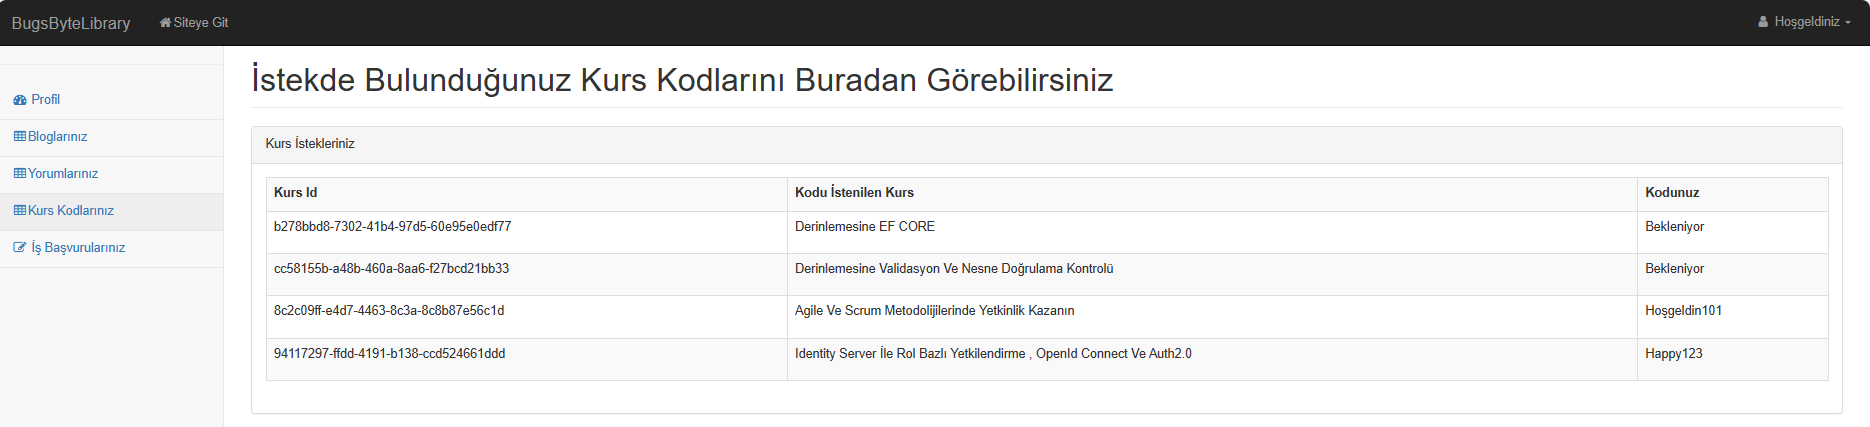 BugsByteLibrary Siteye Git Hoşgeldiniz
İstekde Bulunduğunuz Kurs Kodlarını Buradan Görebilirsiniz
Profil
Bloglarınız
Yorumlarınız
Kurs Kodlarınız
İş Başvurularınız
Kurs İstekleriniz
Kurs Id Kodu İstenilen Kurs Kodunuz
b278bbd8-7302-41b4-97d5-60e95e0edf77 Derinlemesine EF CORE Bekleniyor
cc58155b-a48b-460a-8aa6-f27bcd21bb33 Derinlemesine Validasyon Ve Nesne Doğrulama Kontrolü Bekleniyor
8c2c09ff-e4d7-4463-8c3a-8c8b87e56c1d Agile Ve Scrum Metodolijilerinde Yetkinlik Kazanın Hoşgeldin101
94117297-ffdd-4191-b138-ccd524661ddd Identity Server İle Rol Bazlı Yetkilendirme , OpenId Connect Ve Auth2.0 Happy123